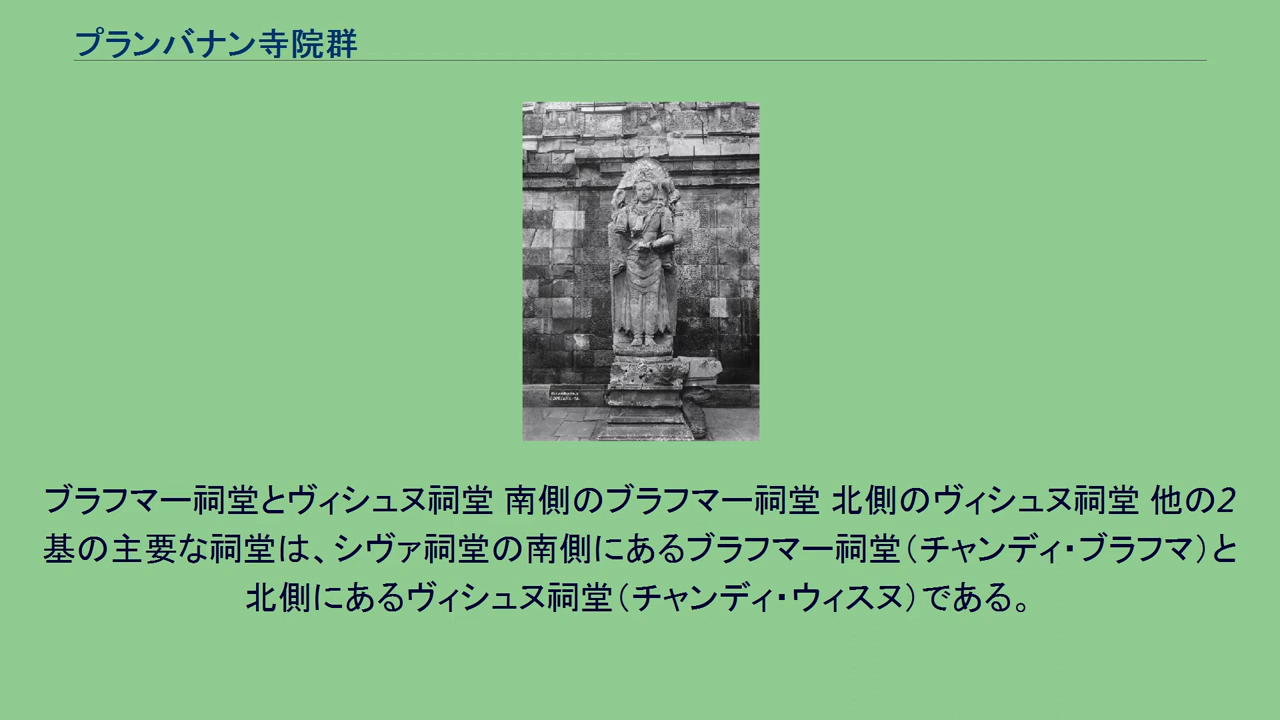 プランバナン寺院群
ブラフマー祠堂とヴィシュヌ祠堂 南側のブラフマー祠堂 北側のヴィシュヌ祠堂 他の2
基の主要な祠堂は、シヴァ祠堂の南側にあるブラフマー祠堂（チャンディ・ブラフマ）と
北側にあるヴィシュヌ祠堂（チャンディ・ウィスヌ）である。